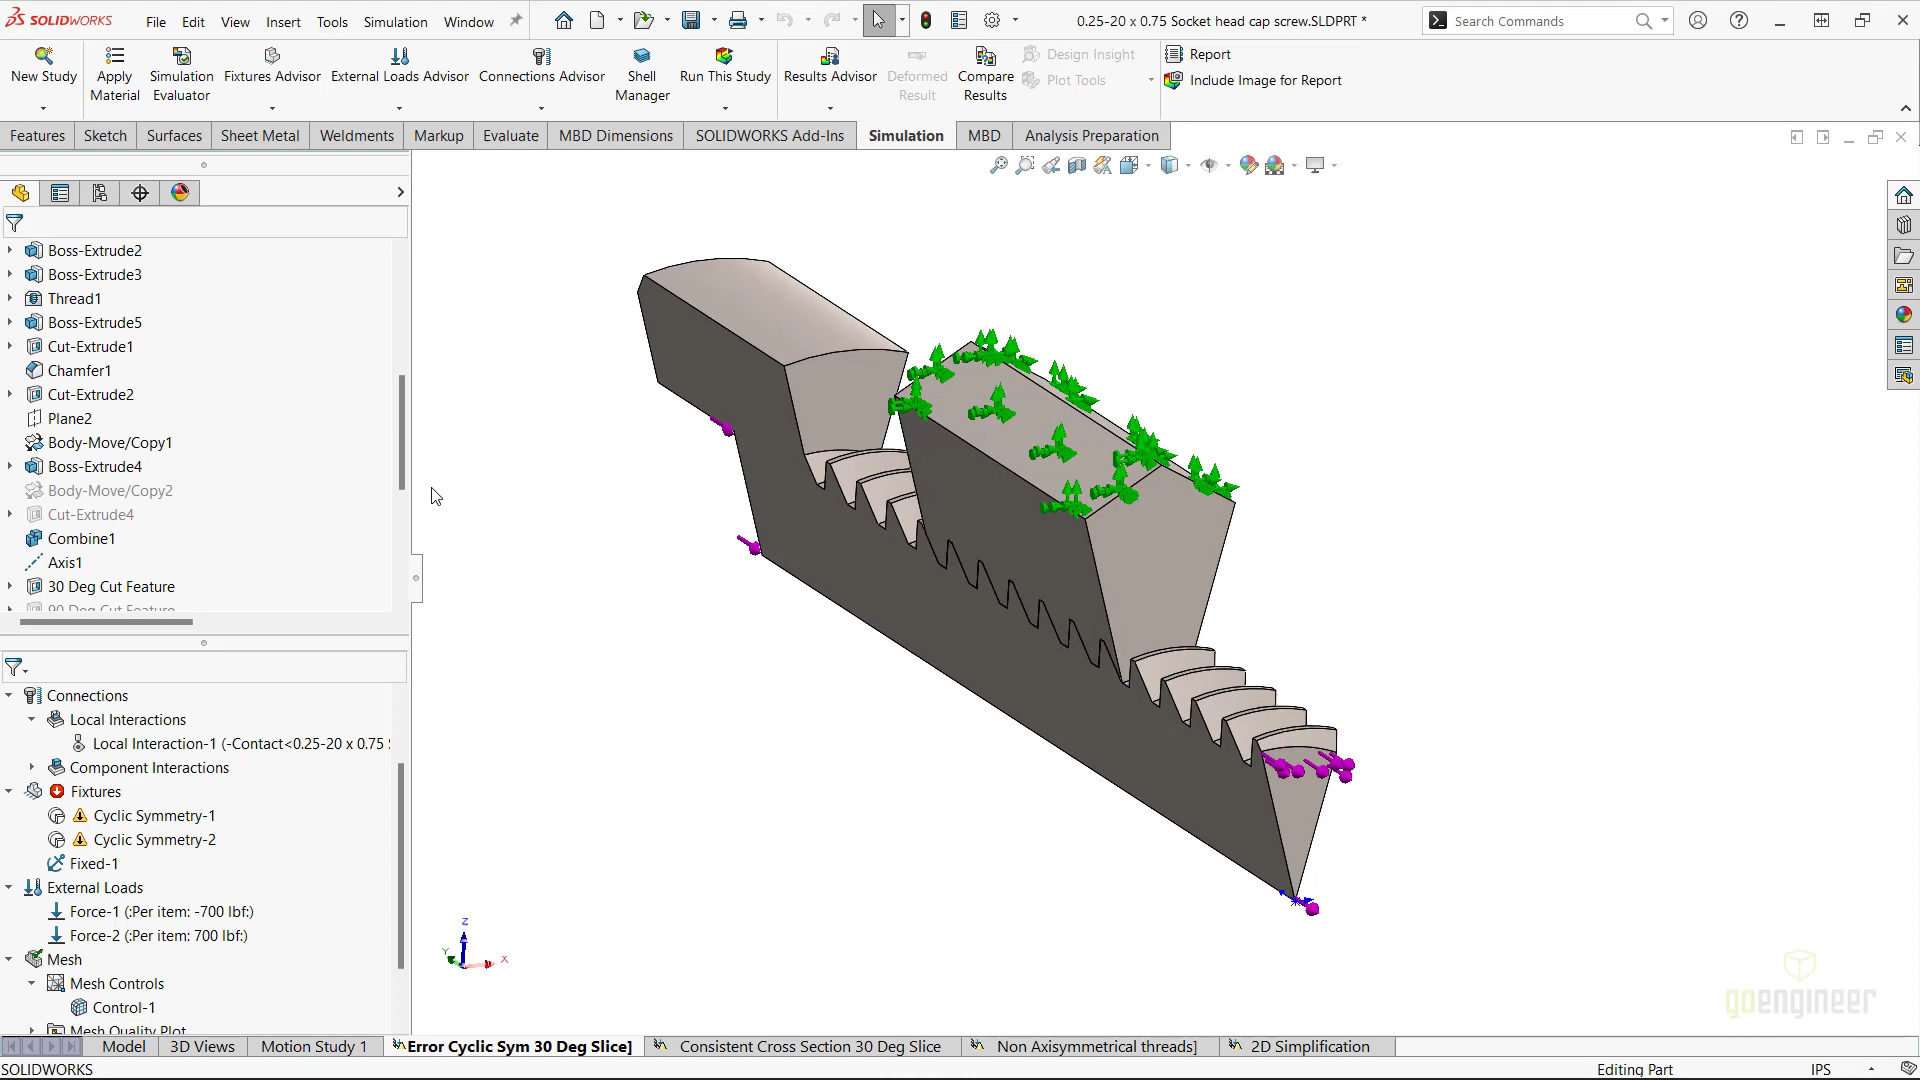 SOLIDWORKS File Edit View Insert Tools Simulation Window 0.25-20 x 0.75 Socket head cap screw.SLDPRT * Search Commands
New Study Apply Material Simulation Evaluator Fixtures Advisor External Loads Advisor Connections Advisor Shell Manager Run This Study Results Advisor Deformed Result Compare Results Design Insight Plot Tools Report Include Image for Report
Features Sketch Surfaces Sheet Metal Weldments Markup Evaluate MBD Dimensions SOLIDWORKS Add-Ins Simulation MBD Analysis Preparation
Boss-Extrude2
Boss-Extrude3
Thread1
Boss-Extrude5
Cut-Extrude1
Chamfer1
Cut-Extrude2
Plane2
Body-Move/Copy1
Boss-Extrude4
Body-Move/Copy2
Cut-Extrude4
Combine1
Axis1
30 Deg Cut Feature
90 Deg Cut Feature
Connections
Local Interactions
Local Interaction-1 (-Contact<0.25-20 x 0.75
Component Interactions
Fixtures
Cyclic Symmetry-1
Cyclic Symmetry-2
Fixed-1
External Loads
Force-1 (:Per item: -700 lbf:)
Force-2 (:Per item: 700 lbf:)
Mesh
Mesh Controls
Control-1
Mesh Quality Plot
Z
Y
X
goengineer
Model 3D Views Motion Study 1 Error Cyclic Sym 30 Deg Slice] Consistent Cross Section 30 Deg Slice Non Axisymmetrical threads] 2D Simplification
SOLIDWORKS Editing Part IPS